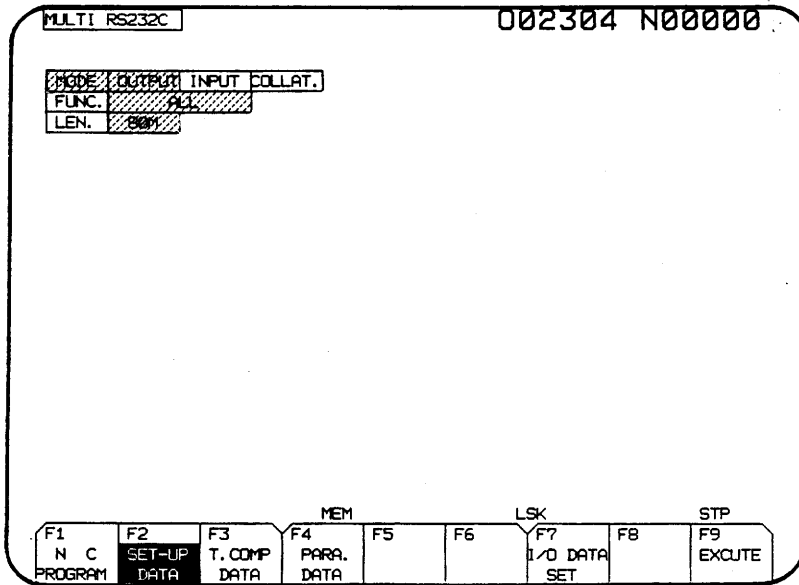 MULTI RS232C O02304 N00000
MODE OUTPUT INPUT COLLAT.
FUNC. ALL
LEN. 80M
MEM LSK STP
F1 F2 F3 F4 F5 F6 F7 F8 F9
N C SET-UP T.COMP PARA. I/O DATA EXCUTE
PROGRAM DATA DATA DATA SET